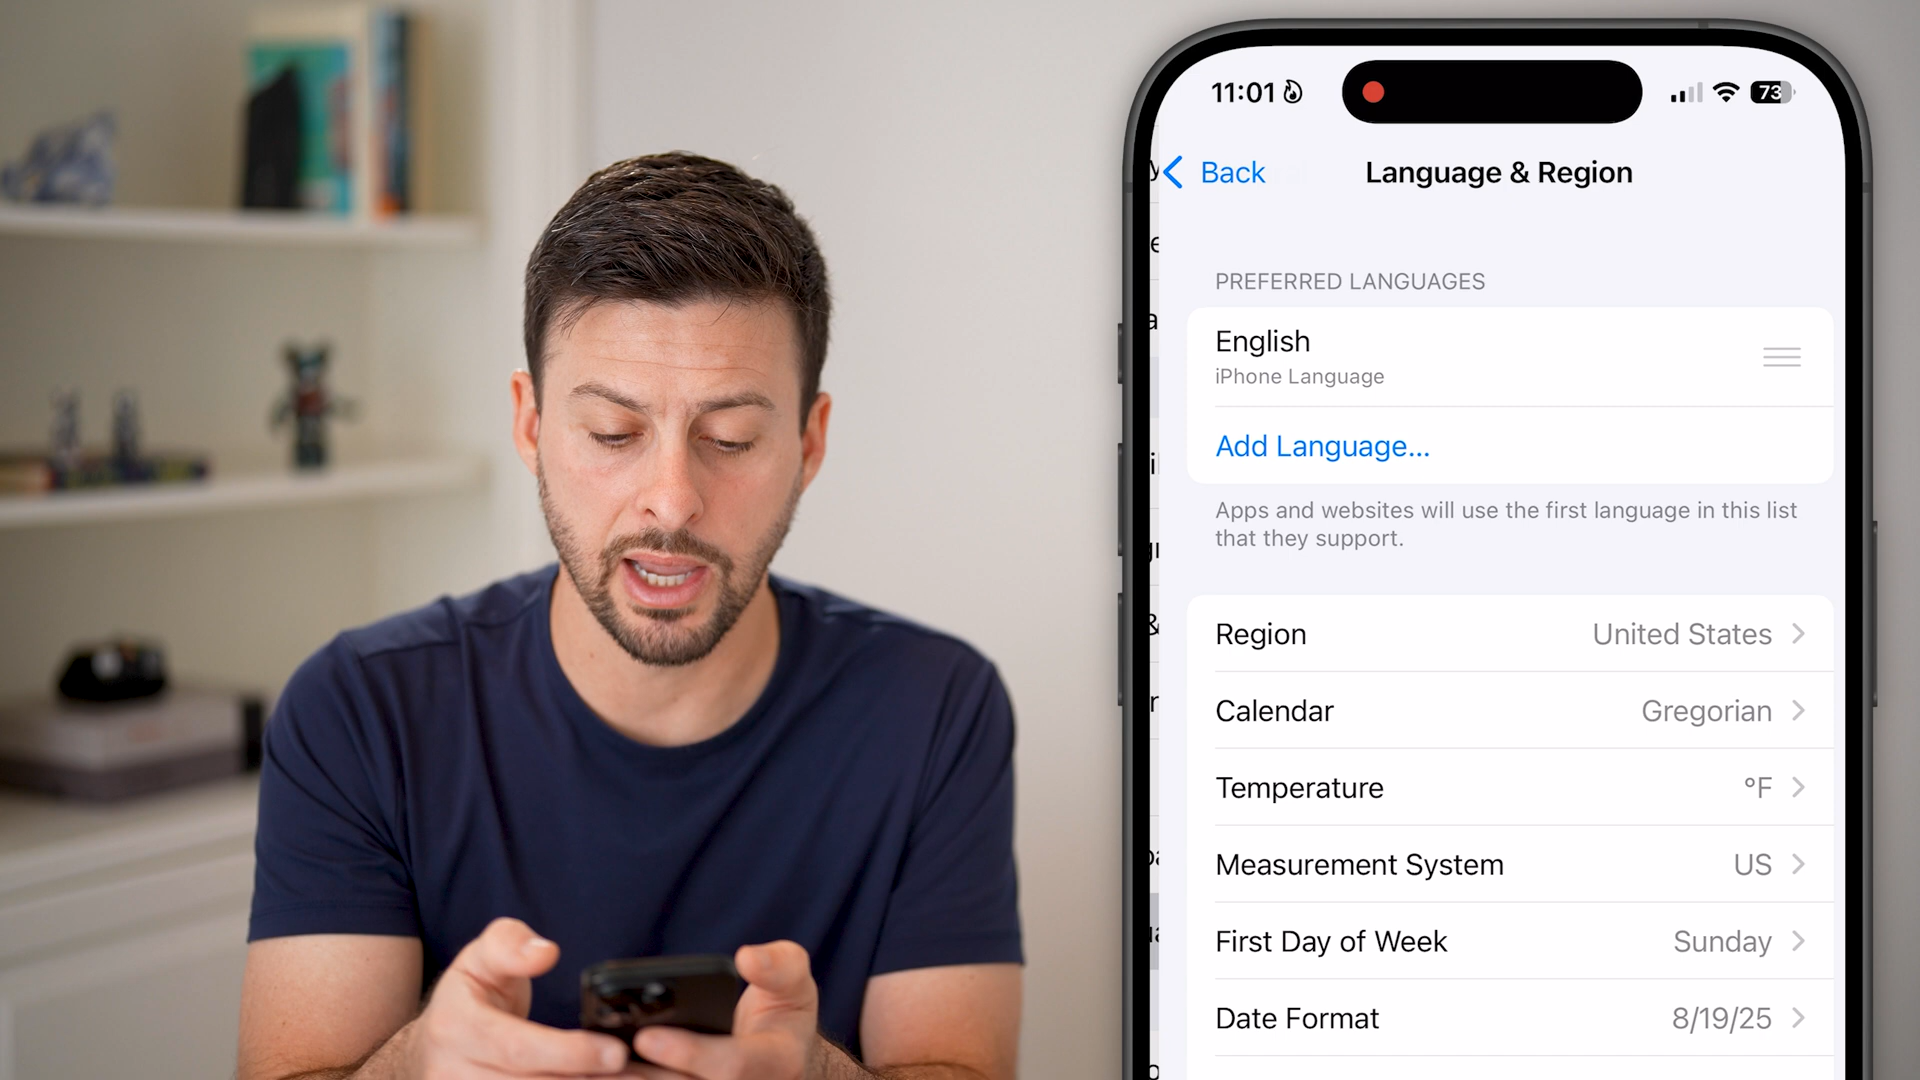 11:01
73
Back
Language & Region
PREFERRED LANGUAGES
English
iPhone Language
Add Language...
Apps and websites will use the first language in this list
that they support.
Region United States
Calendar Gregorian
Temperature °F
Measurement System US
First Day of Week Sunday
Date Format 8/19/25